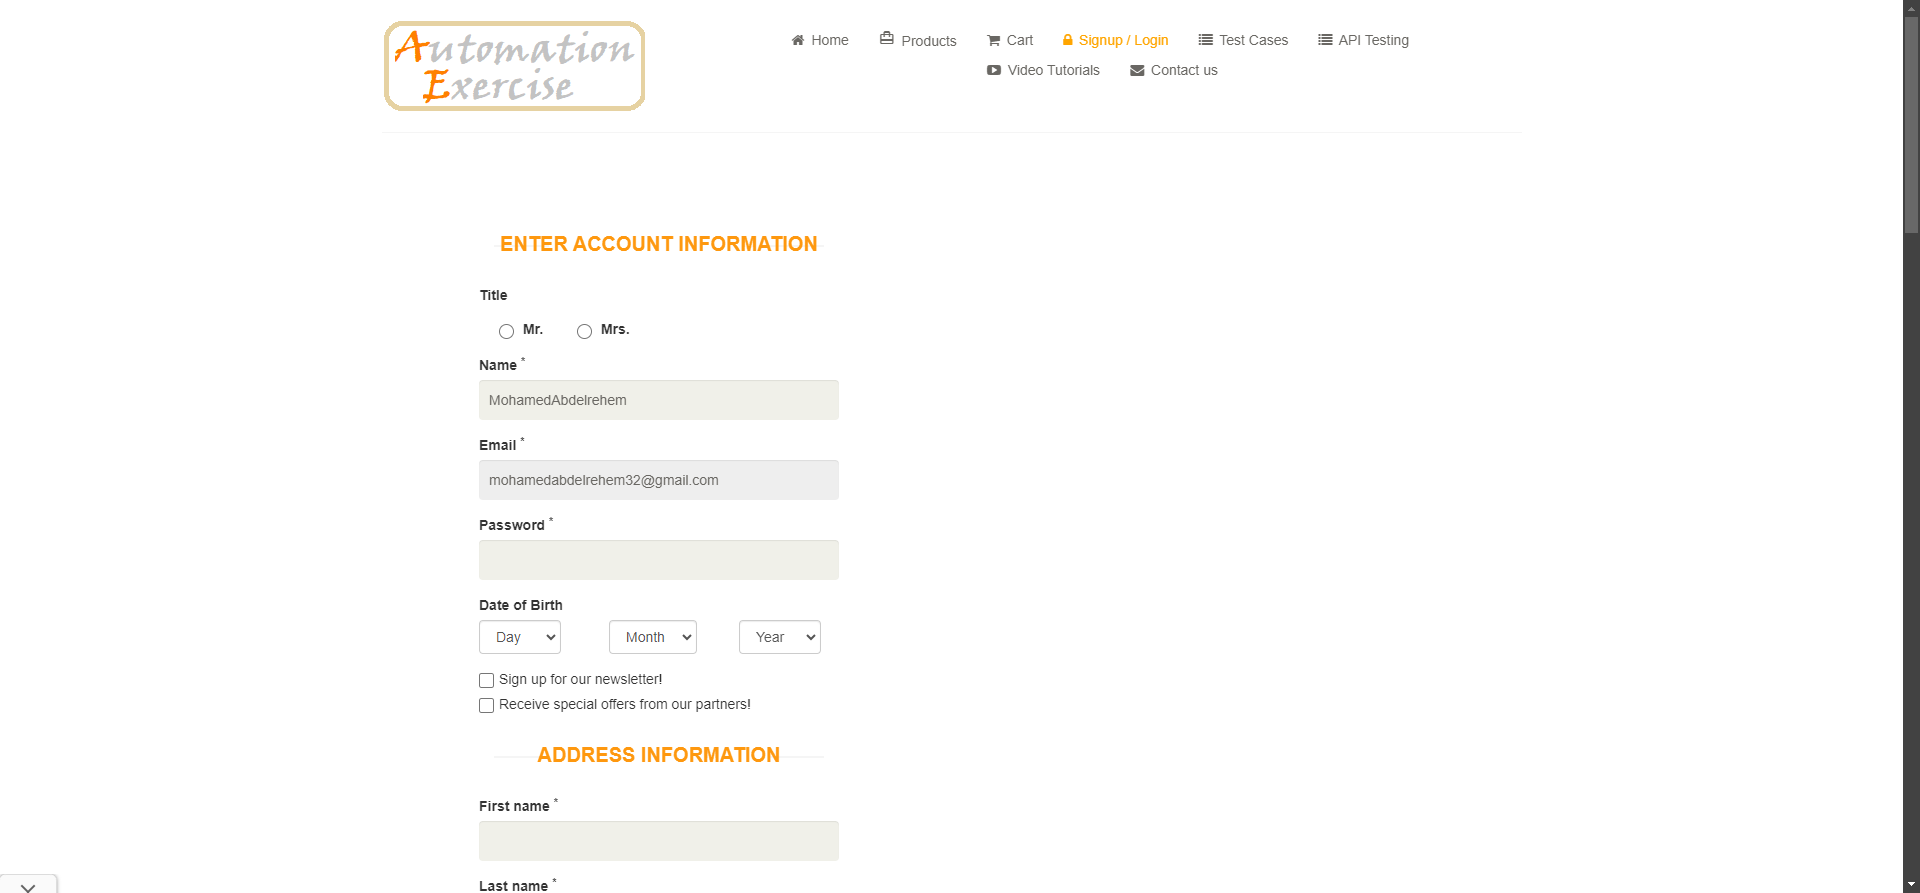 Automation
Exercise
Home Products Cart Signup / Login Test Cases API Testing
Video Tutorials Contact us
ENTER ACCOUNT INFORMATION
Title
Mr. Mrs.
Name *
MohamedAbdelrehem
Email *
mohamedabdelrehem32@gmail.com
Password *
Date of Birth
Day Month Year
Sign up for our newsletter!
Receive special offers from our partners!
ADDRESS INFORMATION
First name *
Last name *